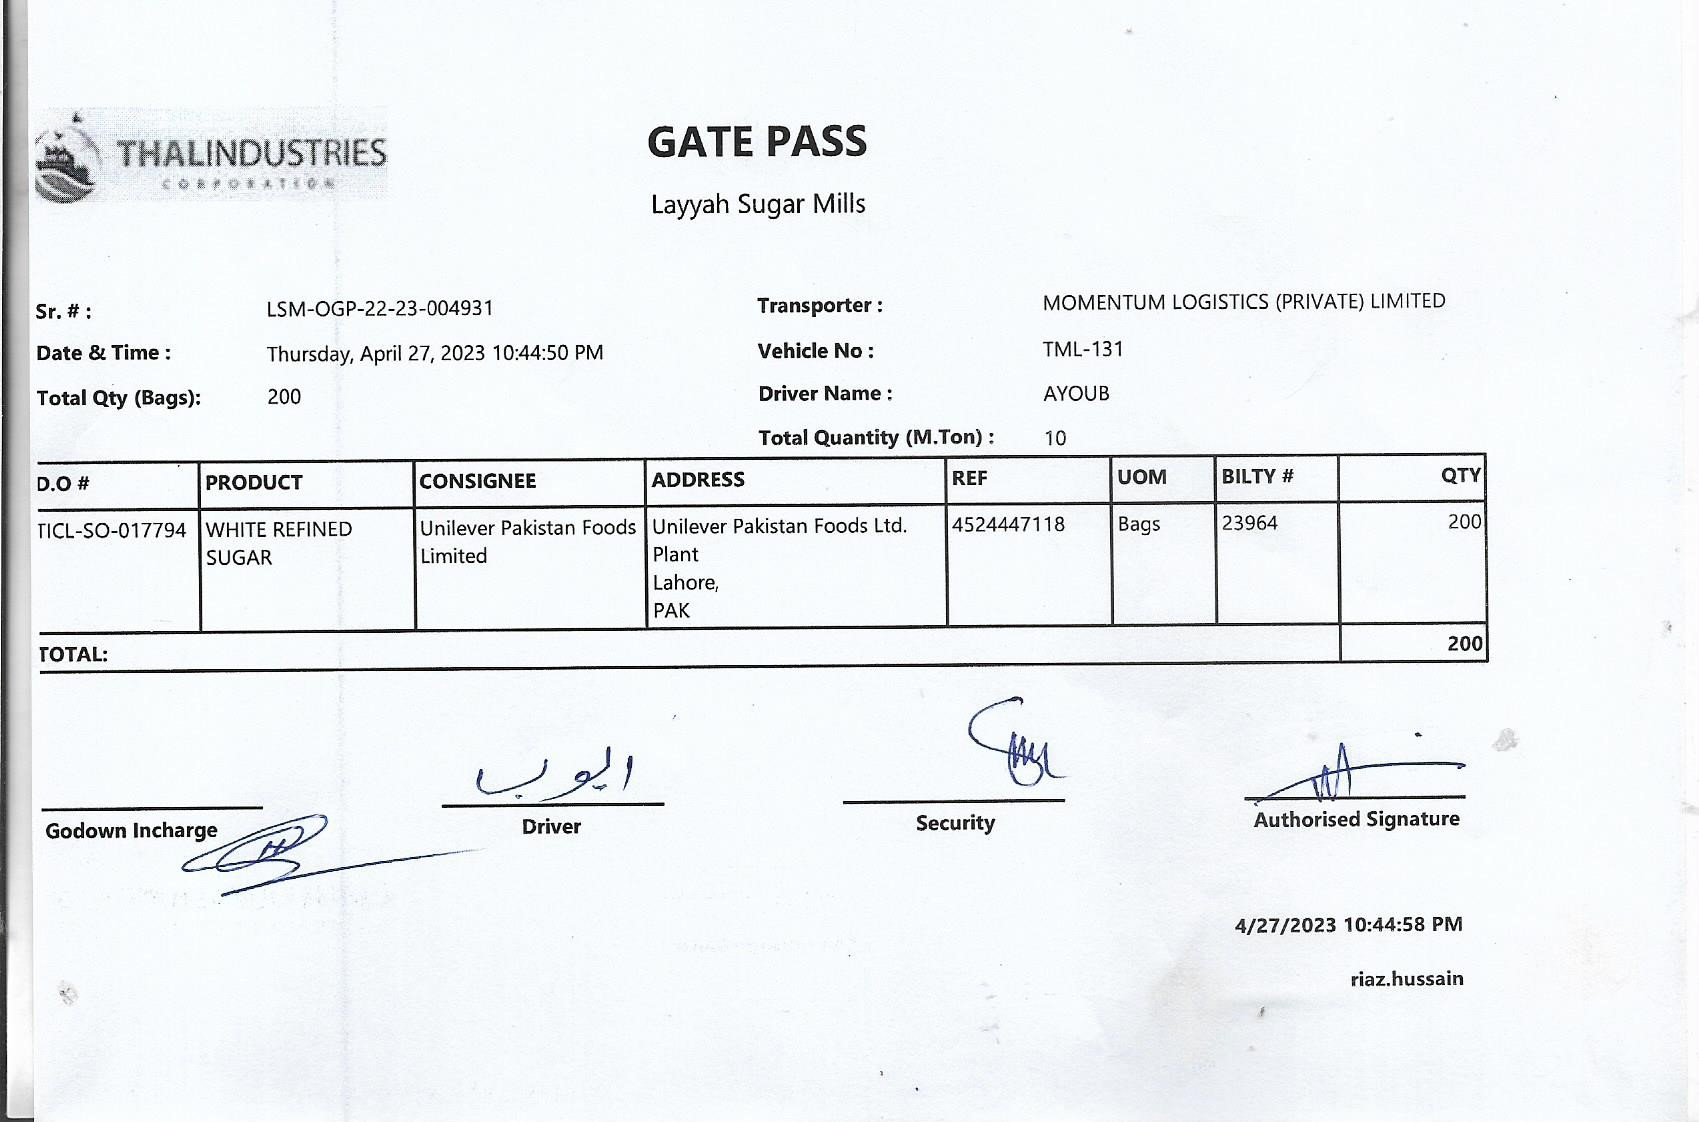 THALINDUSTRIES
CORPORATION
GATE PASS
Layyah Sugar Mills
Sr. # : LSM-OGP-22-23-004931
Transporter : MOMENTUM LOGISTICS (PRIVATE) LIMITED
Date & Time : Thursday, April 27, 2023 10:44:50 PM
Vehicle No : TML-131
Total Qty (Bags): 200
Driver Name : AYOUB
Total Quantity (M.Ton) : 10
D.O # PRODUCT CONSIGNEE ADDRESS REF UOM BILTY # QTY
TICL-SO-017794 WHITE REFINED Unilever Pakistan Foods Unilever Pakistan Foods Ltd. 4524447118 Bags 23964 200
SUGAR Limited Plant
Lahore,
PAK
TOTAL: 200
ایوب
Godown Incharge Driver Security Authorised Signature
4/27/2023 10:44:58 PM
riaz.hussain